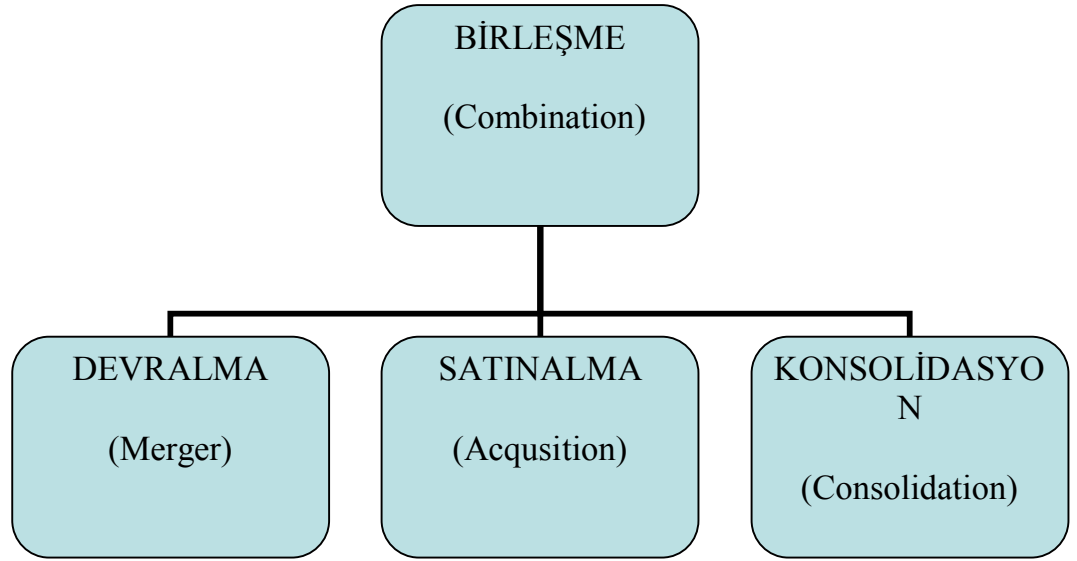 BİRLEŞME
(Combination)
DEVRALMA
(Merger)
SATINALMA
(Acqusition)
KONSOLİDASYO
N
(Consolidation)